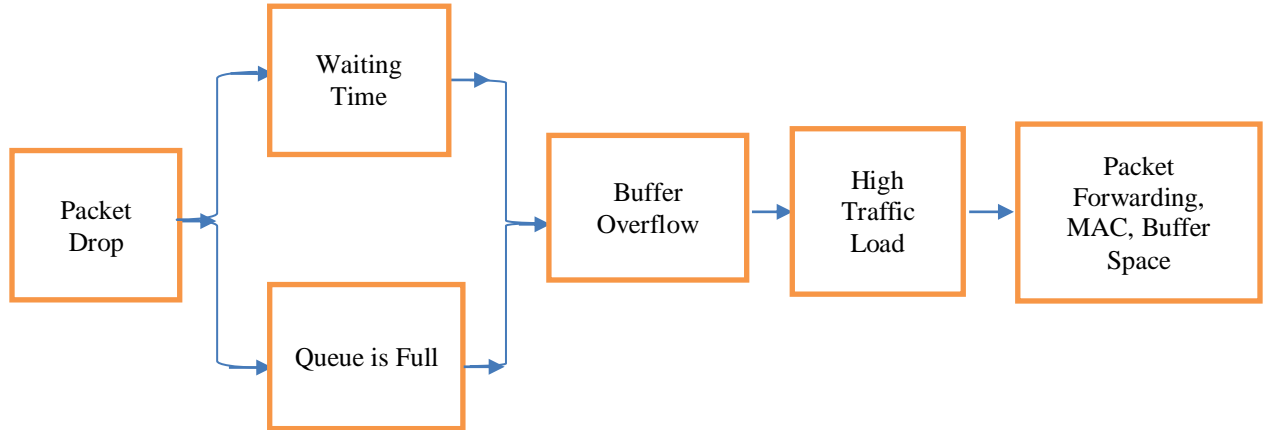 Packet
Drop
Waiting
Time
Queue is Full
Buffer
Overflow
High
Traffic
Load
Packet
Forwarding,
MAC, Buffer
Space